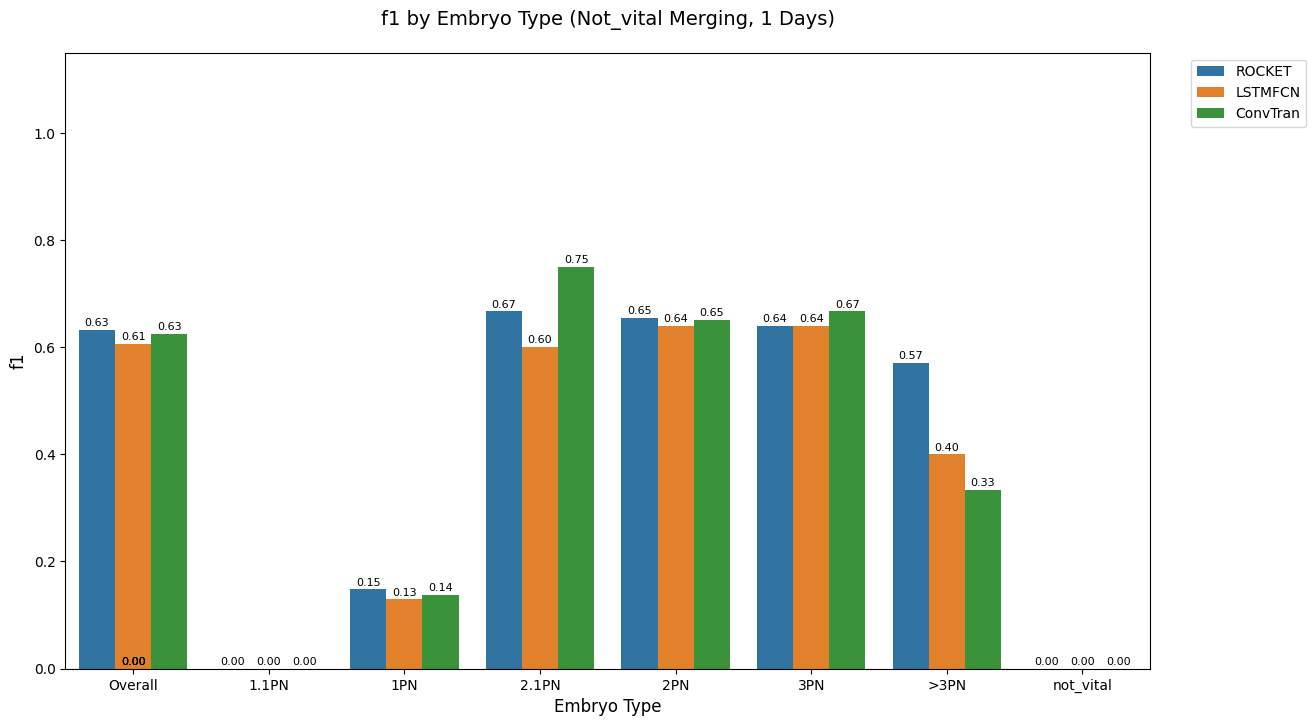 f1 by Embryo Type (Not_vital Merging, 1 Days)
ROCKET
LSTMFCN
ConvTran
f1
1.0
0.8
0.6
0.4
0.2
0.0
0.63 0.61 0.63
0.00
0.00 0.00 0.00
0.15 0.13 0.14
0.67 0.60 0.75
0.65 0.64 0.65
0.64 0.64 0.67
0.57 0.40 0.33
0.00 0.00 0.00
Overall 1.1PN 1PN 2.1PN 2PN 3PN >3PN not_vital
Embryo Type